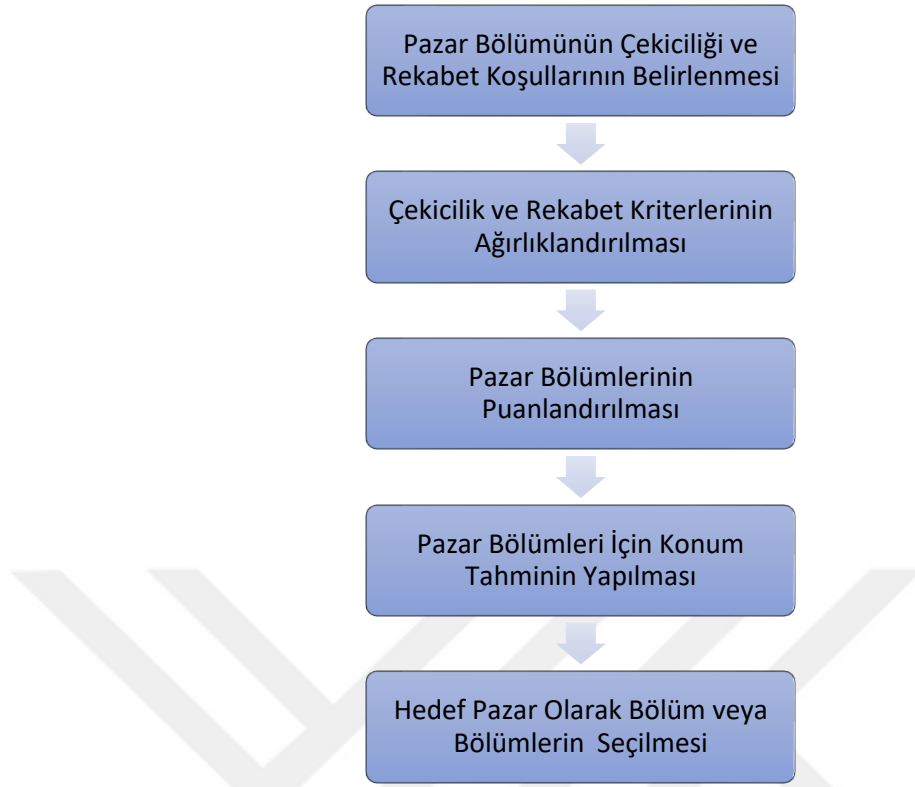 Pazar Bölümünün Çekiciliği ve
Rekabet Koşullarının Belirlenmesi
Çekicilik ve Rekabet Kriterlerinin
Ağırlıklandırılması
Pazar Bölümlerinin
Puanlandırılması
Pazar Bölümleri İçin Konum
Tahminin Yapılması
Hedef Pazar Olarak Bölüm veya
Bölümlerin Seçilmesi